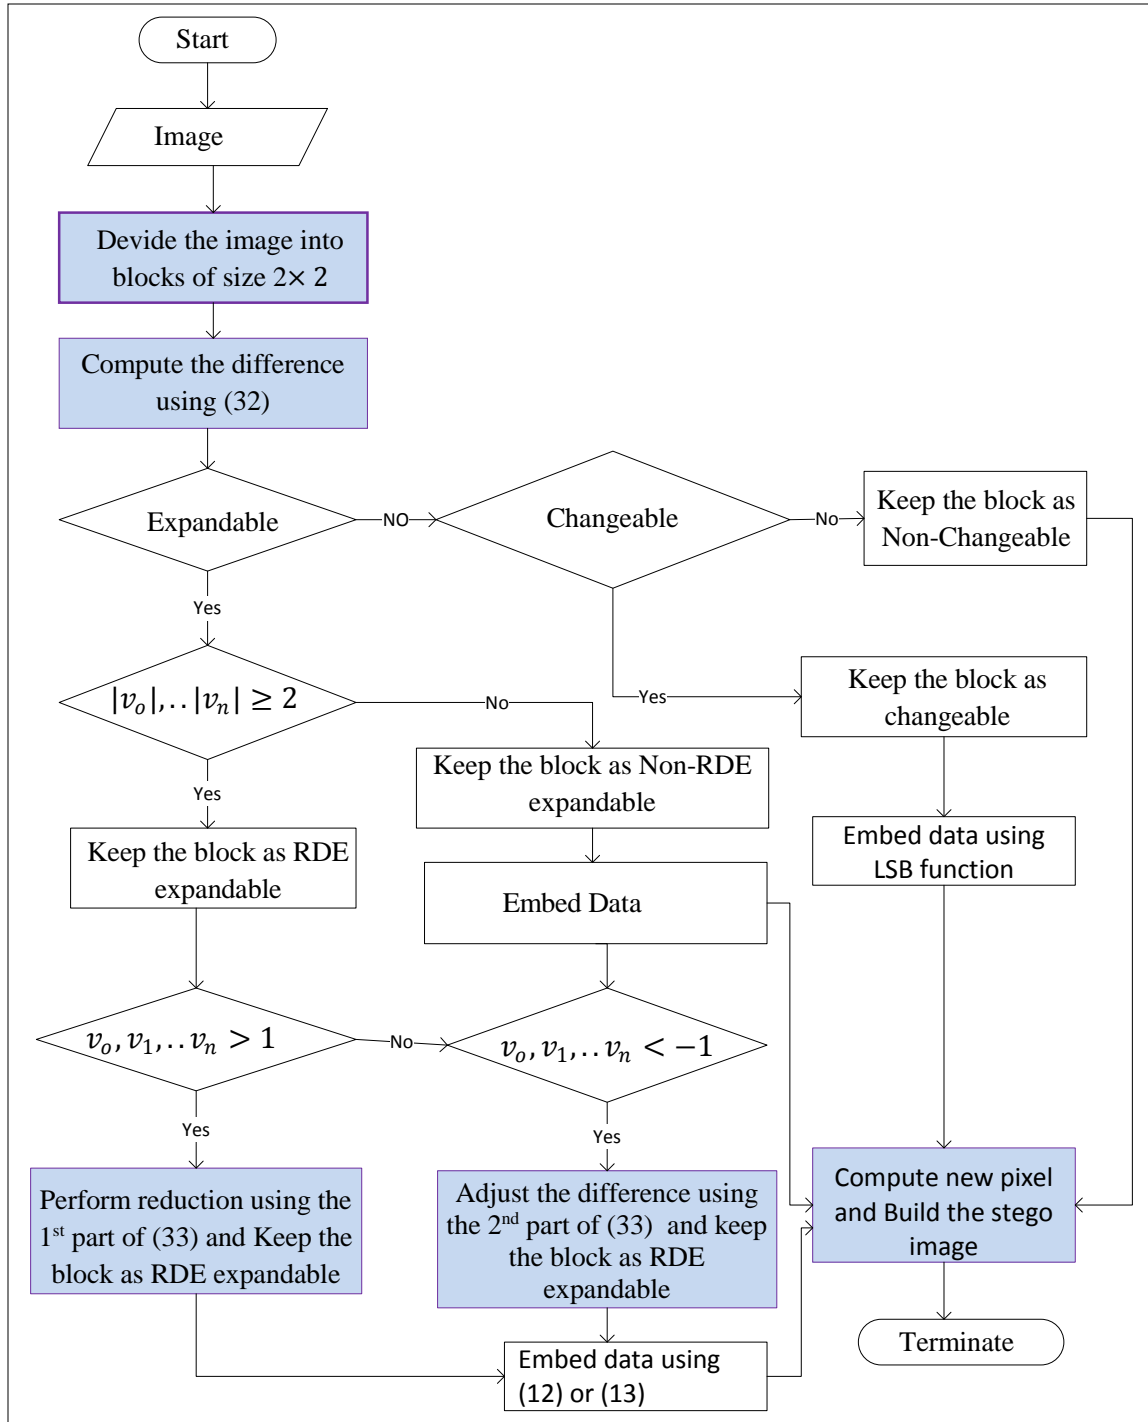 Start
Image
Devide the image into
blocks of size 2× 2
Compute the difference
using (32)
Expandable
NO
Changeable
No
Keep the block as
Non-Changeable
Yes
|v_o|,..|v_n| ≥ 2
No
Yes
Keep the block as
changeable
Keep the block as Non-RDE
expandable
Yes
Keep the block as RDE
expandable
Embed data using
LSB function
Embed Data
v_o, v_1,..v_n > 1
No
v_o, v_1,..v_n < −1
Yes
Yes
Perform reduction using the
1st part of (33) and Keep the
block as RDE expandable
Adjust the difference using
the 2nd part of (33) and keep
the block as RDE
expandable
Compute new pixel
and Build the stego
image
Terminate
Embed data using
(12) or (13)